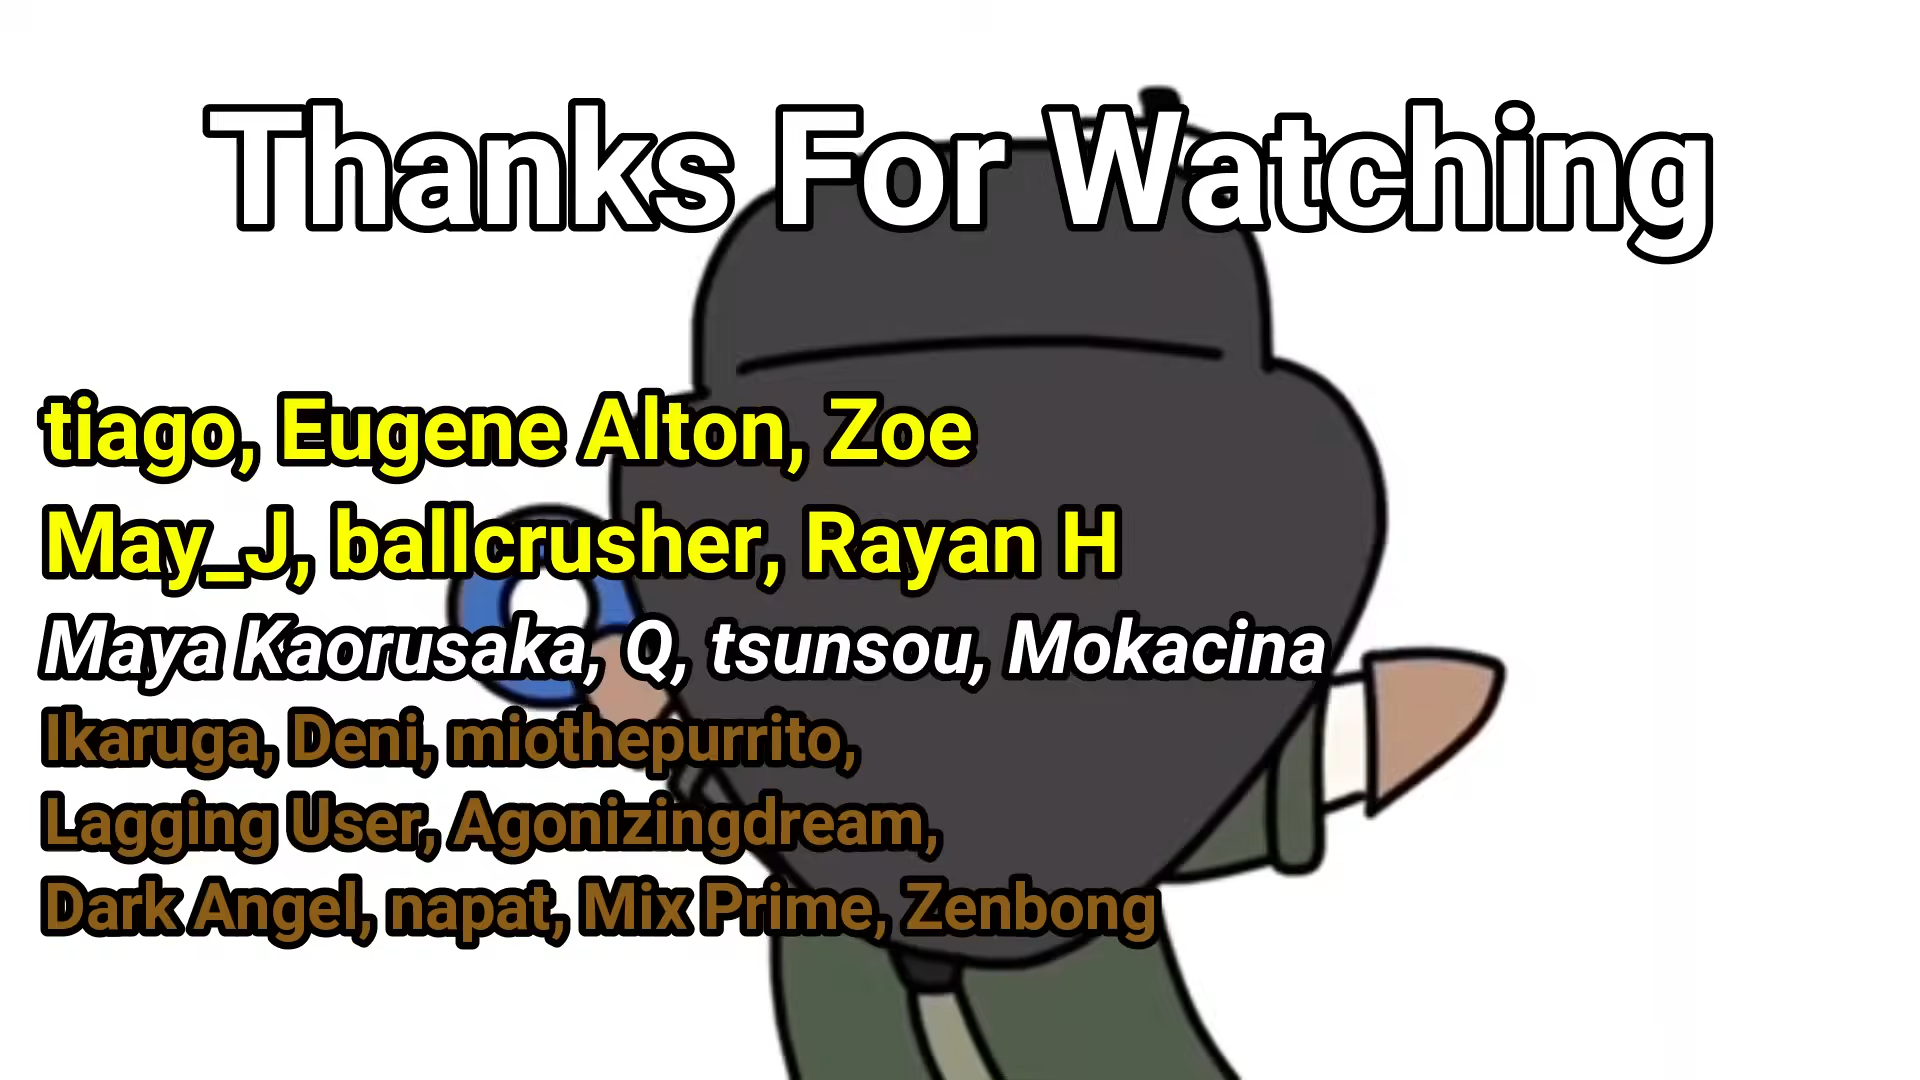 Thanks For Watching
tiago, Eugene Alton, Zoe
May_J, ballcrusher, Rayan H
Maya Kaorusaka, Q, tsunsou, Mokacina
Ikaruga, Deni, miothepurrito,
Lagging User, Agonizingdream,
Dark Angel, napat, Mix Prime, Zenbong